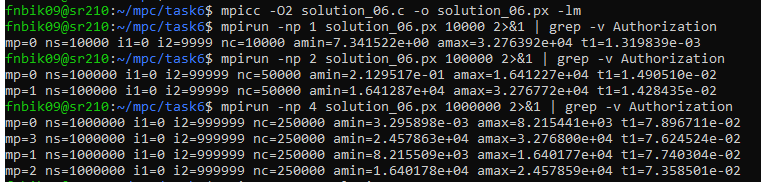 fnbik09@sr210:~/mpc/task6$ mpicc -O2 solution_06.c -o solution_06.px -lm
fnbik09@sr210:~/mpc/task6$ mpirun -np 1 solution_06.px 10000 2>&1 | grep -v Authorization
mp=0 ns=10000 i1=0 i2=9999 nc=10000 amin=7.341522e+00 amax=3.276392e+04 t1=1.319839e-03
fnbik09@sr210:~/mpc/task6$ mpirun -np 2 solution_06.px 100000 2>&1 | grep -v Authorization
mp=0 ns=100000 i1=0 i2=99999 nc=50000 amin=2.129517e-01 amax=1.641227e+04 t1=1.490510e-02
mp=1 ns=100000 i1=0 i2=99999 nc=50000 amin=1.641287e+04 amax=3.276772e+04 t1=1.428435e-02
fnbik09@sr210:~/mpc/task6$ mpirun -np 4 solution_06.px 1000000 2>&1 | grep -v Authorization
mp=0 ns=1000000 i1=0 i2=999999 nc=250000 amin=3.295898e-03 amax=8.215441e+03 t1=7.896711e-02
mp=3 ns=1000000 i1=0 i2=999999 nc=250000 amin=2.457863e+04 amax=3.276800e+04 t1=7.624524e-02
mp=1 ns=1000000 i1=0 i2=999999 nc=250000 amin=8.215509e+03 amax=1.640177e+04 t1=7.740304e-02
mp=2 ns=1000000 i1=0 i2=999999 nc=250000 amin=1.640178e+04 amax=2.457859e+04 t1=7.358501e-02